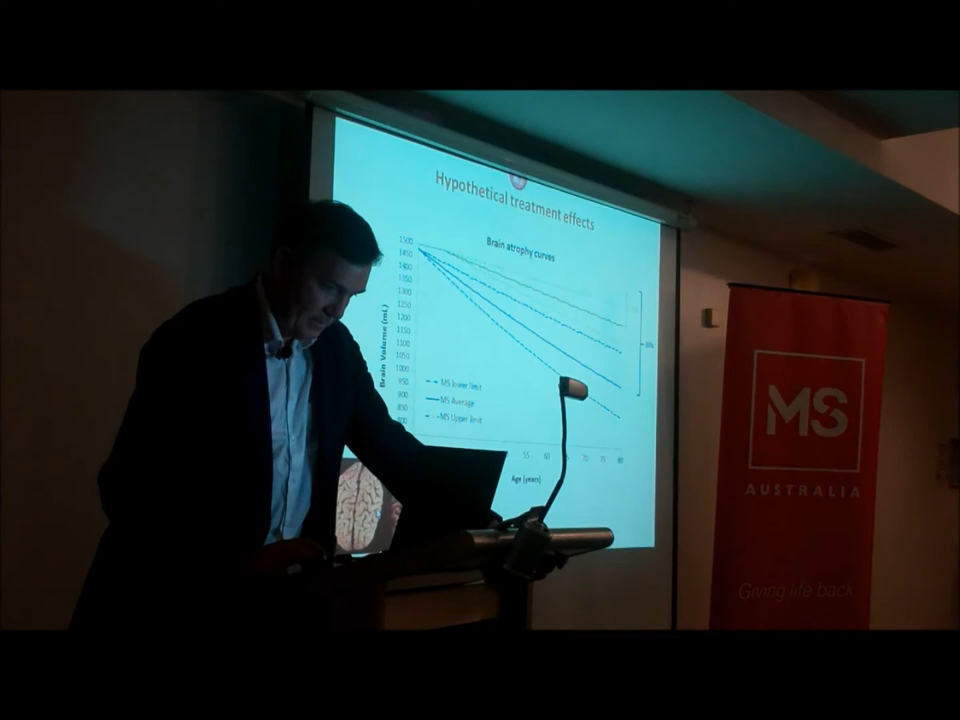 Hypothetical treatment effects
Brain atrophy curves
Brain Volume (mL)
1500
1450
1400
1350
1300
1250
1200
1150
1100
1050
1000
950
900
850
800
MS lower limit
MS Average
MS Upper limit
55
60
65
70
75
80
Age (years)
MS
AUSTRALIA
Giving life back